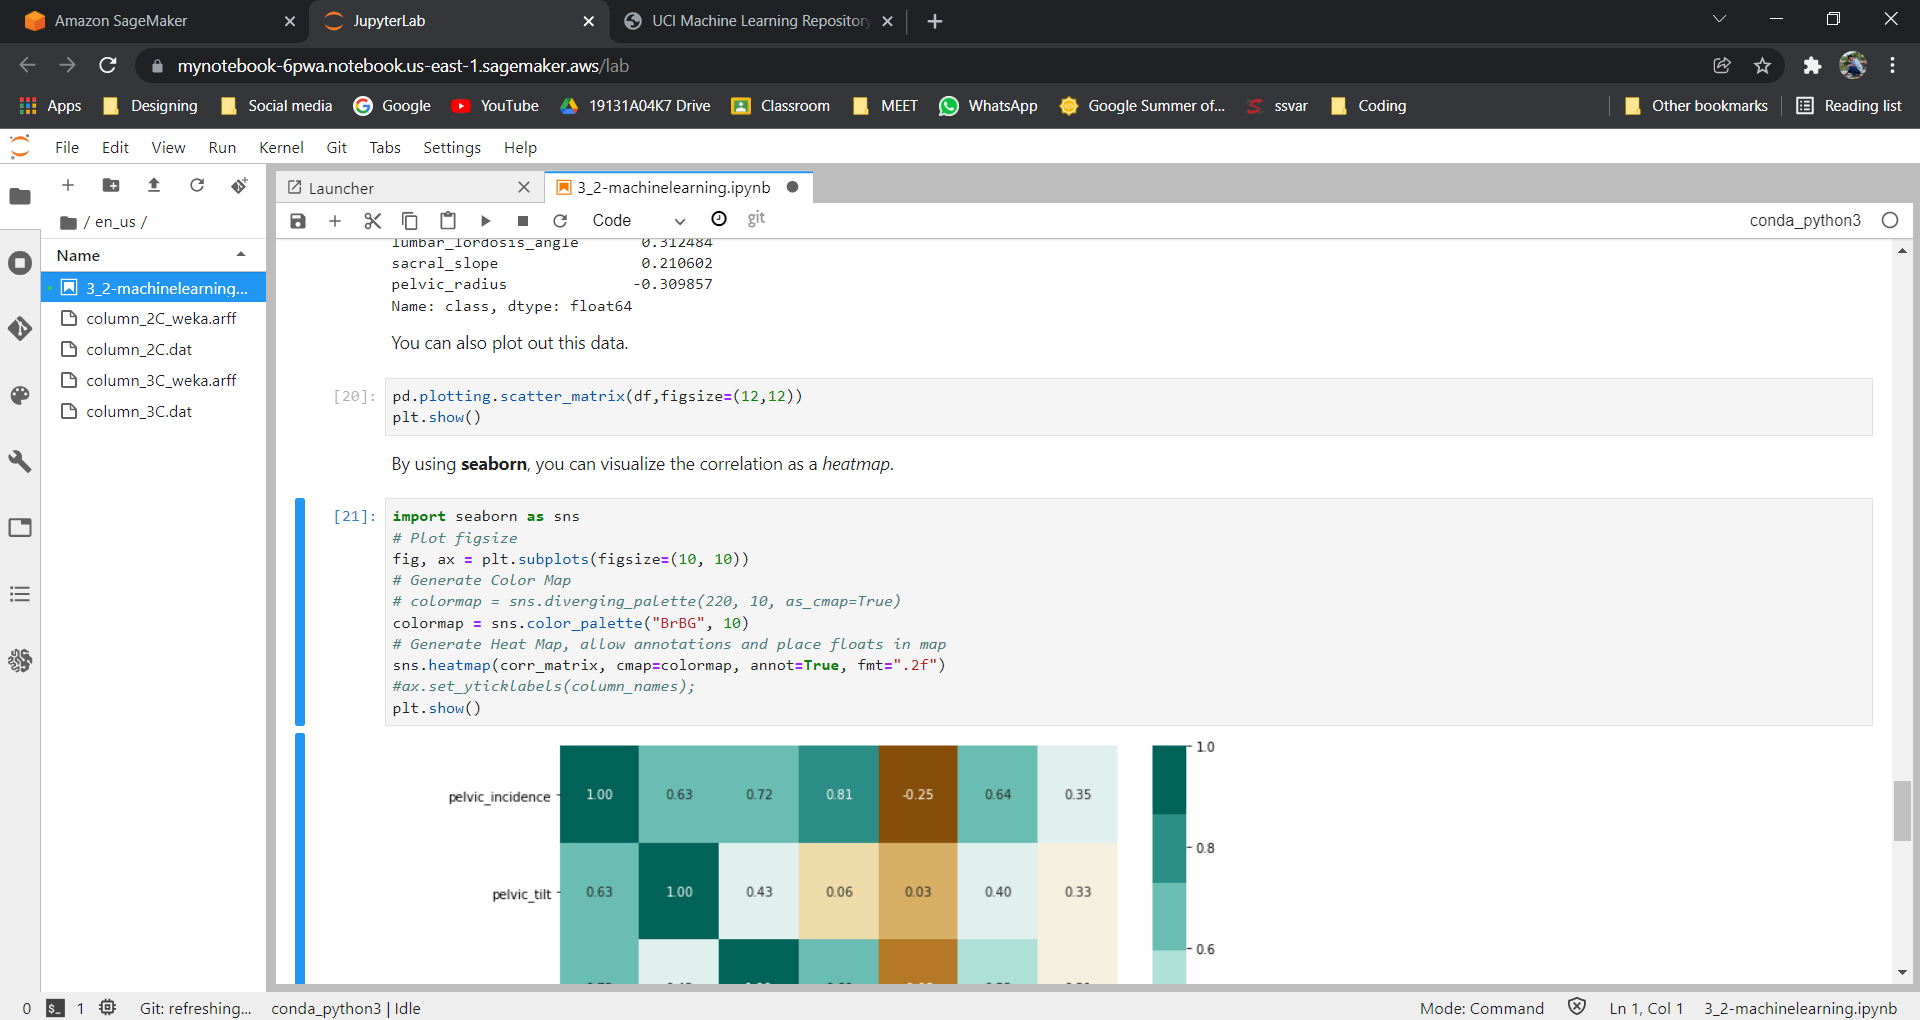 Amazon SageMaker
JupyterLab
UCI Machine Learning Repository
mynotebook-6pwa.notebook.us-east-1.sagemaker.aws/lab
Apps
Designing
Social media
Google
YouTube
19131A04K7 Drive
Classroom
MEET
WhatsApp
Google Summer of...
ssvar
Coding
Other bookmarks
Reading list
File Edit View Run Kernel Git Tabs Settings Help
Launcher
3_2-machinelearning.ipynb
/ en_us /
Code
git
conda_python3
Name
3_2-machinelearning...
column_2C_weka.arff
column_2C.dat
column_3C_weka.arff
column_3C.dat
lumbar_lordosis_angle 0.312484
sacral_slope 0.210602
pelvic_radius -0.309857
Name: class, dtype: float64
You can also plot out this data.
[20]:
pd.plotting.scatter_matrix(df,figsize=(12,12))
plt.show()
By using seaborn, you can visualize the correlation as a heatmap.
[21]:
import seaborn as sns
# Plot figsize
fig, ax = plt.subplots(figsize=(10, 10))
# Generate Color Map
# colormap = sns.diverging_palette(220, 10, as_cmap=True)
colormap = sns.color_palette("BrBG", 10)
# Generate Heat Map, allow annotations and place floats in map
sns.heatmap(corr_matrix, cmap=colormap, annot=True, fmt=".2f")
#ax.set_yticklabels(column_names);
plt.show()
pelvic_incidence 1.00 0.63 0.72 0.81 -0.25 0.64 0.35
pelvic_tilt 0.63 1.00 0.43 0.06 0.03 0.40 0.33
1.0
0.8
0.6
0 $_ 1 Git: refreshing... conda_python3 | Idle
Mode: Command Ln 1, Col 1 3_2-machinelearning.ipynb